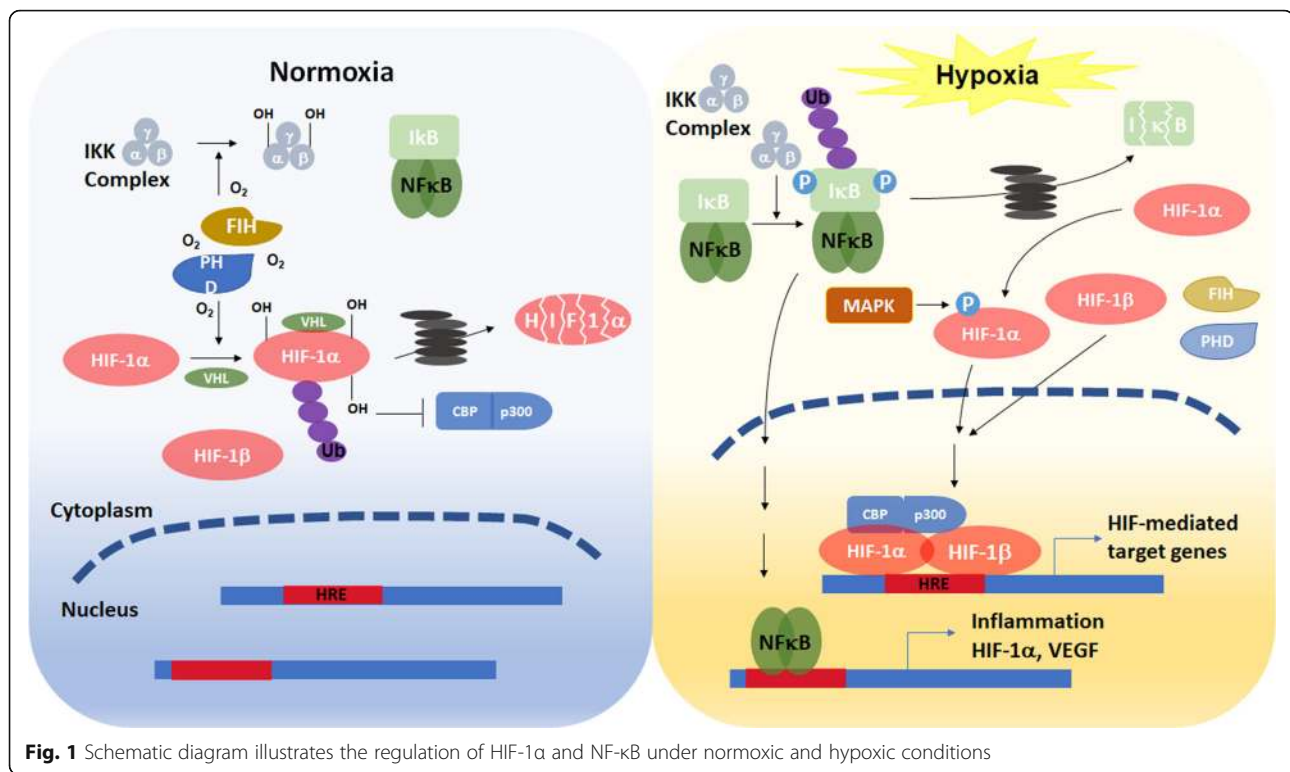 Normoxia
IKK
Complex
γ
α
β
OH
OH
γ
α
β
O2
FIH
O2
PH
D
O2
O2
IkB
NFκB
HIF-1α
VHL
OH
VHL
OH
HIF-1α
OH
Ub
H I F 1 α
CBP
p300
HIF-1β
Cytoplasm
Nucleus
HRE
Hypoxia
IKK
Complex
γ
α
β
γ
α
β
Ub
IκB
NFκB
P
P
IκB
NFκB
I κ B
HIF-1α
MAPK
P
HIF-1α
HIF-1β
FIH
PHD
CBP
p300
HIF-1α
HIF-1β
HRE
HIF-mediated
target genes
NFκB
Inflammation
HIF-1α, VEGF
Fig. 1 Schematic diagram illustrates the regulation of HIF-1α and NF-κB under normoxic and hypoxic conditions